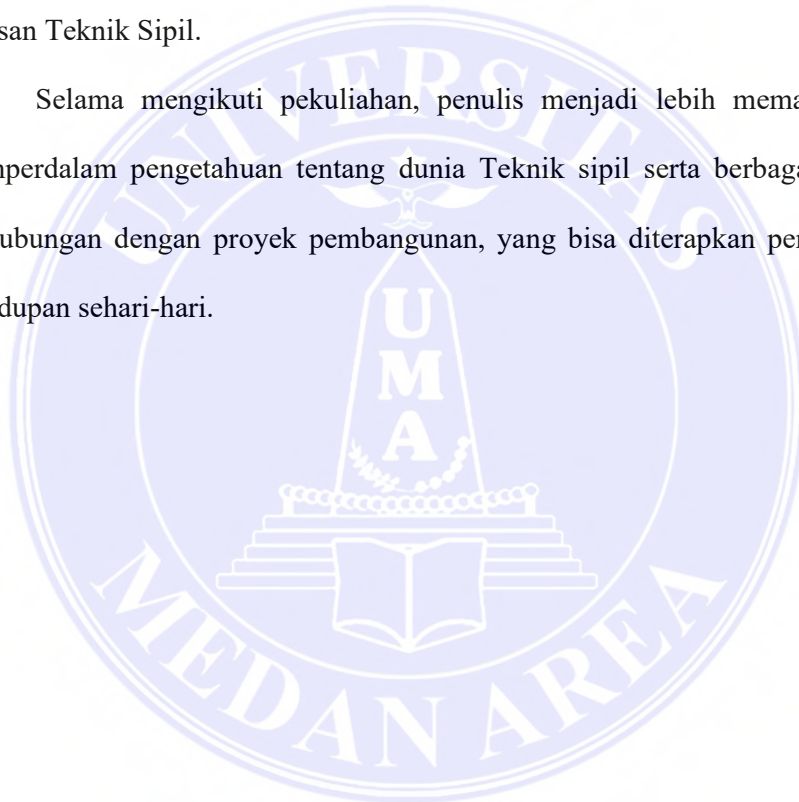 san Teknik Sipil.
Selama mengikuti pekuliahan, penulis menjadi lebih mema
nperdalam pengetahuan tentang dunia Teknik sipil serta berbaga
ubungan dengan proyek pembangunan, yang bisa diterapkan per
dupan sehari-hari.
UNIVERSITAS
U
M
A
MEDAN AREA